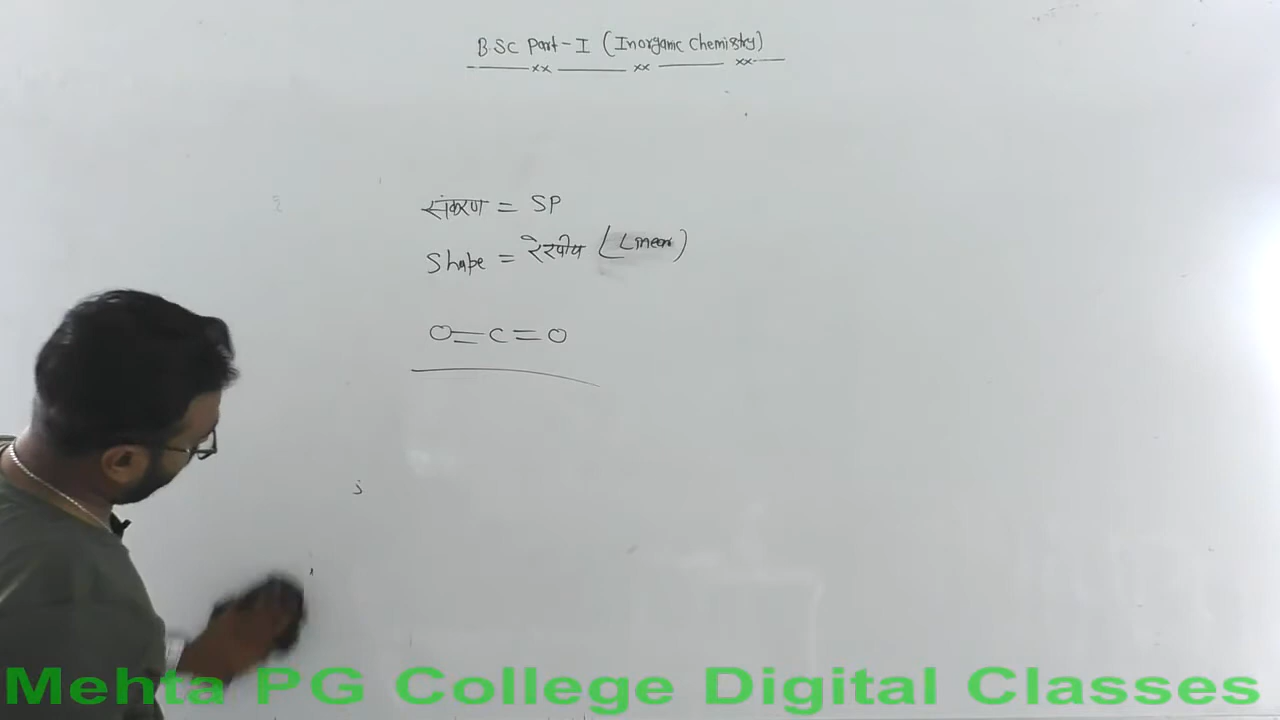 B.SC Part-I (Inorganic Chemistry)
संकरण = SP
Shape = रेखीय (Linear)
O=C=O
Mehta PG College Digital Classes